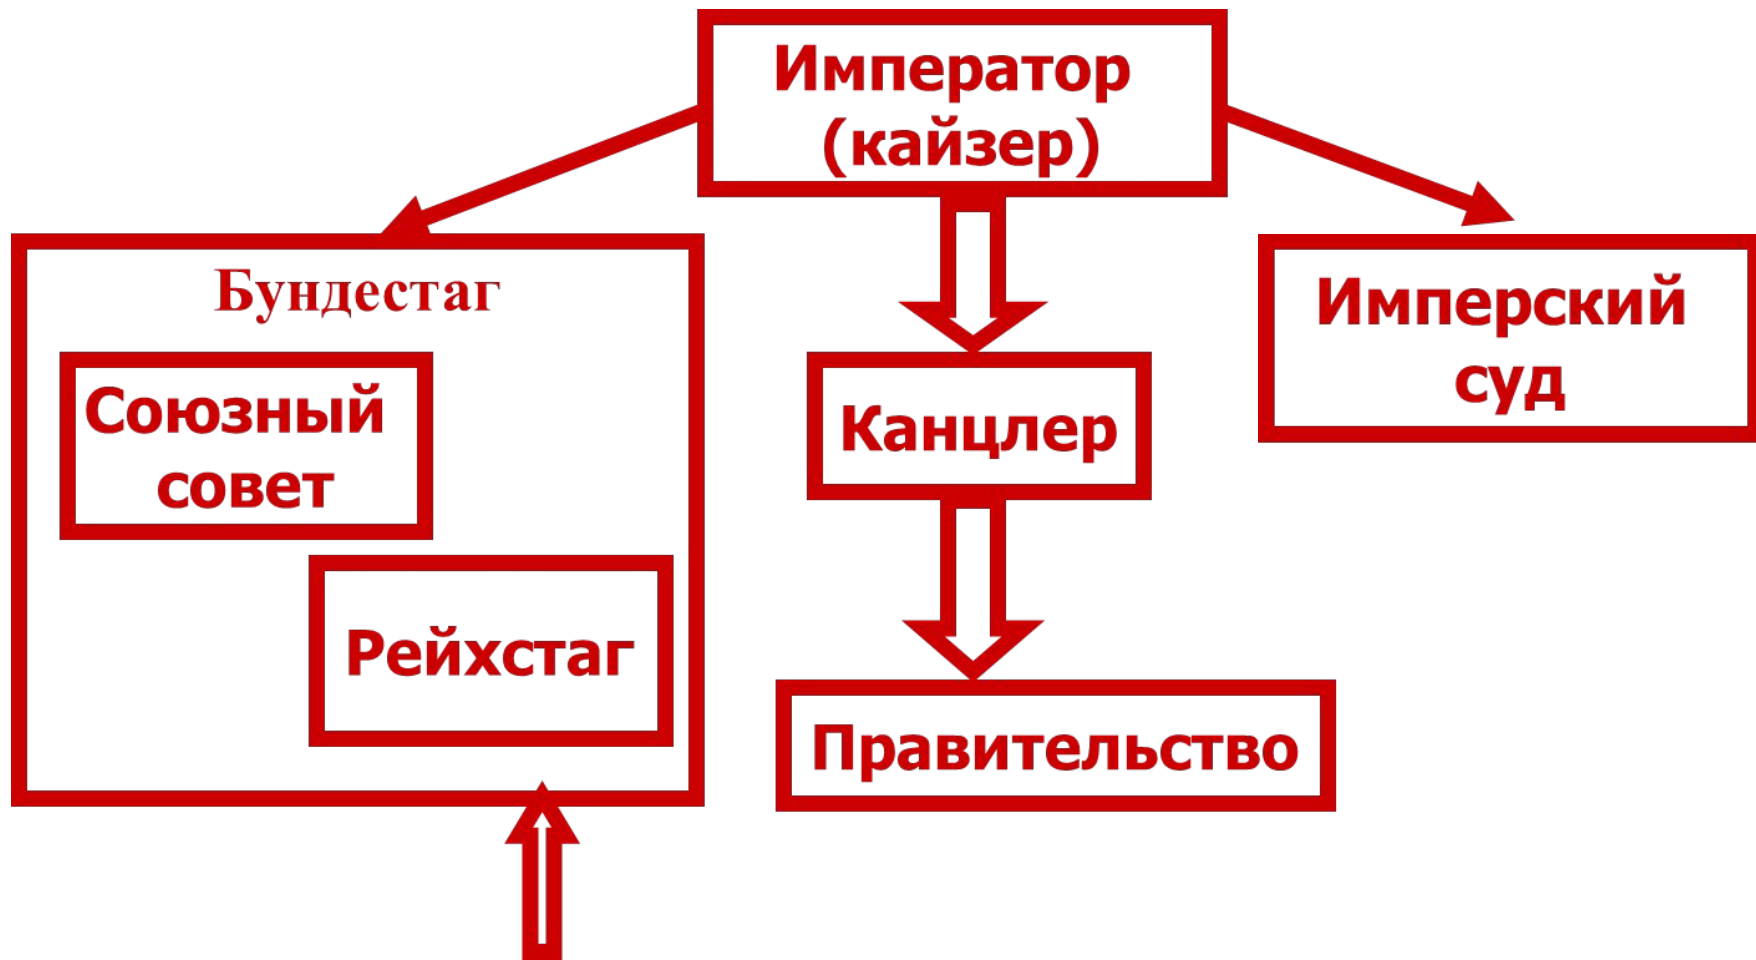 Император
(кайзер)
Бундестаг
Союзный
совет
Рейхстаг
Канцлер
Правительство
Имперский
суд